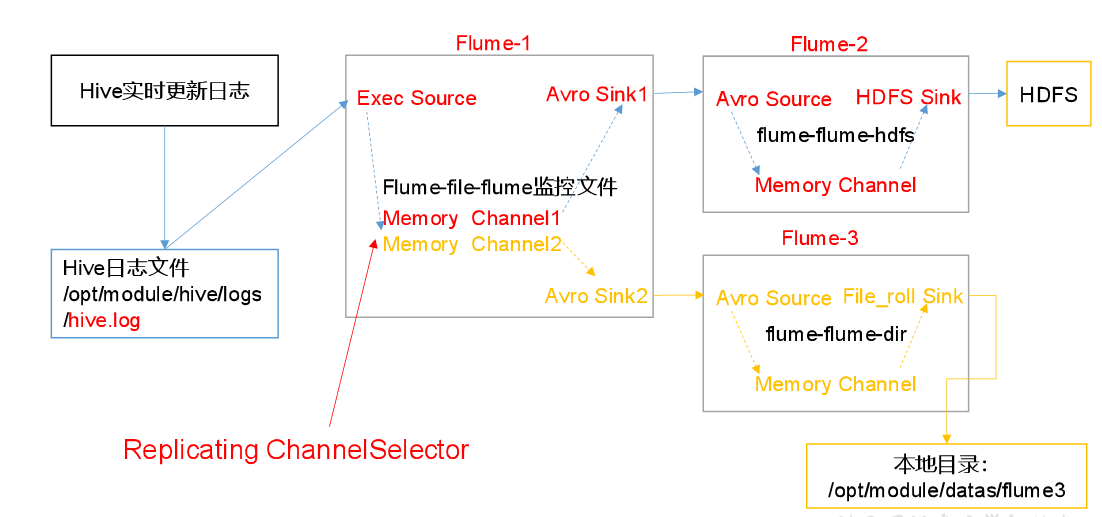 Flume-1
Flume-2
Hive实时更新日志
Exec Source
Avro Sink1
Avro Source
HDFS Sink
HDFS
flume-flume-hdfs
Flume-file-flume监控文件
Memory Channel
Memory Channel1
Memory Channel2
Flume-3
Hive日志文件
/opt/module/hive/logs
/hive.log
Avro Sink2
Avro Source
File_roll Sink
flume-flume-dir
Memory Channel
Replicating ChannelSelector
本地目录：
/opt/module/datas/flume3